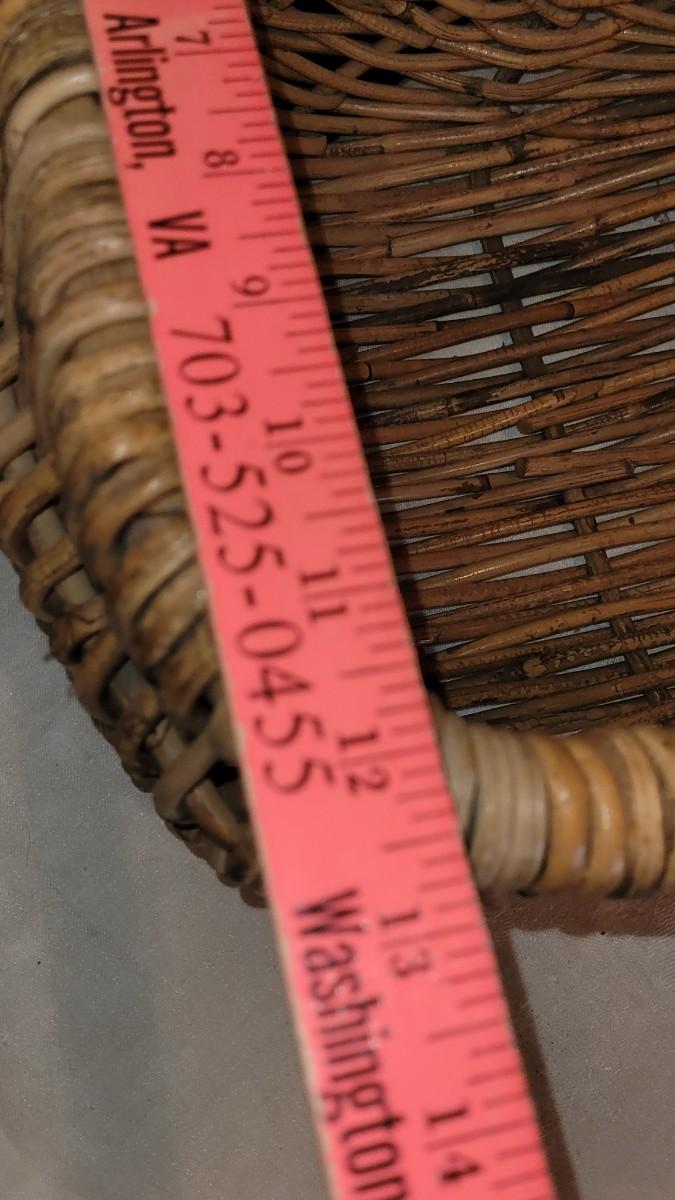 Arlington, VA 703-525-0455 Washington
7 8 9 10 11 12 13 14